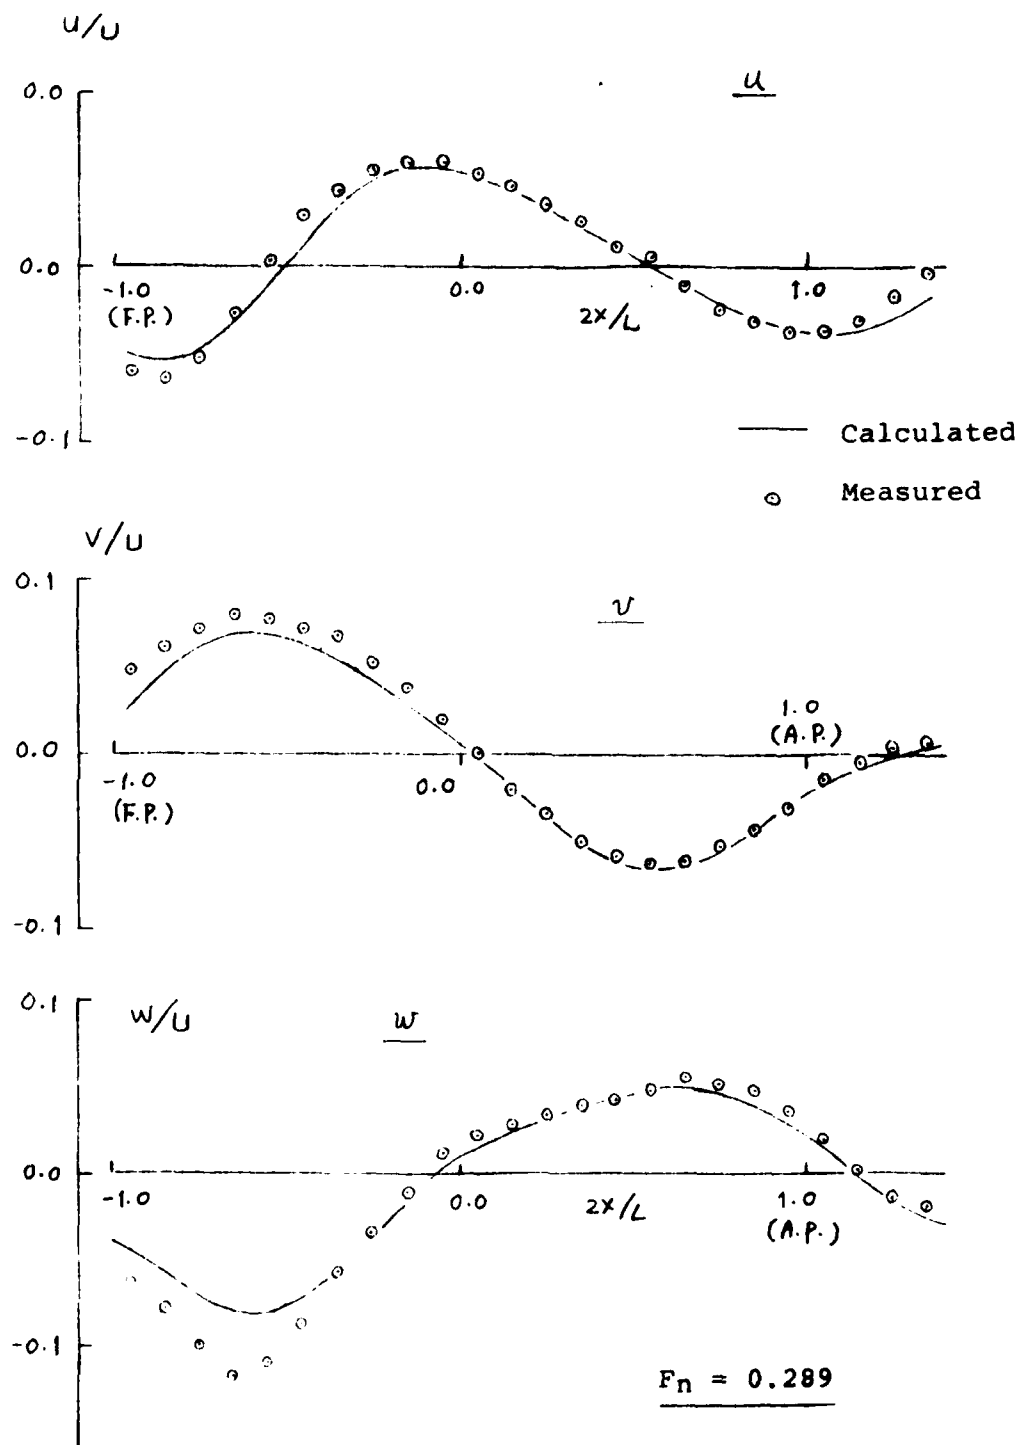 u/U
u
0.0
0.0
-1.0
(F.P.)
0.0
2X/L
1.0
-0.1
Calculated
Measured
V/U
0.1
v
1.0
(A.P.)
0.0
-1.0
(F.P.)
0.0
-0.1
0.1
W/U
w
0.0
-1.0
0.0
2X/L
1.0
(A.P.)
-0.1
Fn = 0.289